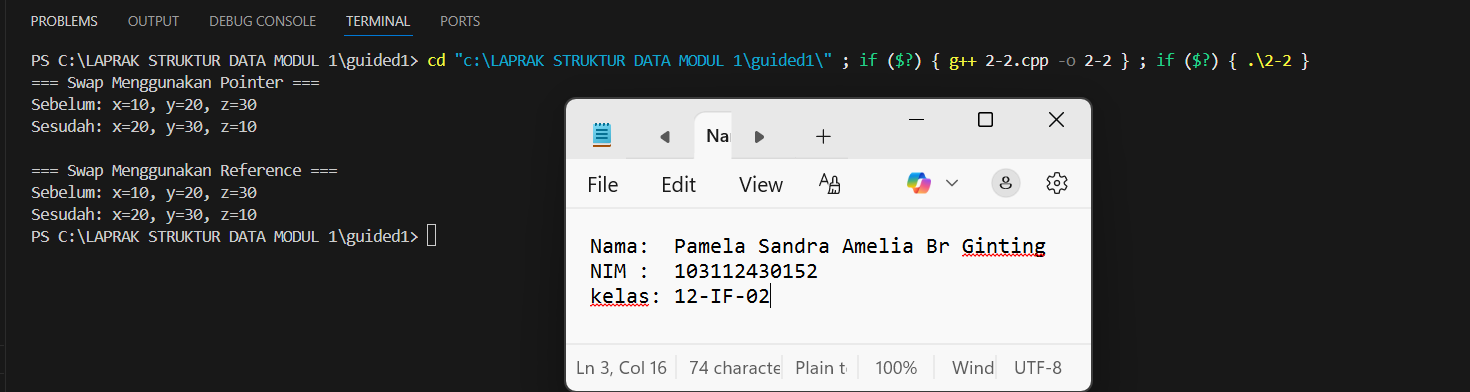 PROBLEMS OUTPUT DEBUG CONSOLE TERMINAL PORTS
PS C:\LAPRAK STRUKTUR DATA MODUL 1\guided1> cd "c:\LAPRAK STRUKTUR DATA MODUL 1\guided1\" ; if ($?) { g++ 2-2.cpp -o 2-2 } ; if ($?) { .\2-2 }
=== Swap Menggunakan Pointer ===
Sebelum: x=10, y=20, z=30
Sesudah: x=20, y=30, z=10
=== Swap Menggunakan Reference ===
Sebelum: x=10, y=20, z=30
Sesudah: x=20, y=30, z=10
PS C:\LAPRAK STRUKTUR DATA MODUL 1\guided1>
File Edit View
Nama:  Pamela Sandra Amelia Br Ginting
NIM :  103112430152
kelas: 12-IF-02
Ln 3, Col 16 74 characte Plain t 100% Wind UTF-8